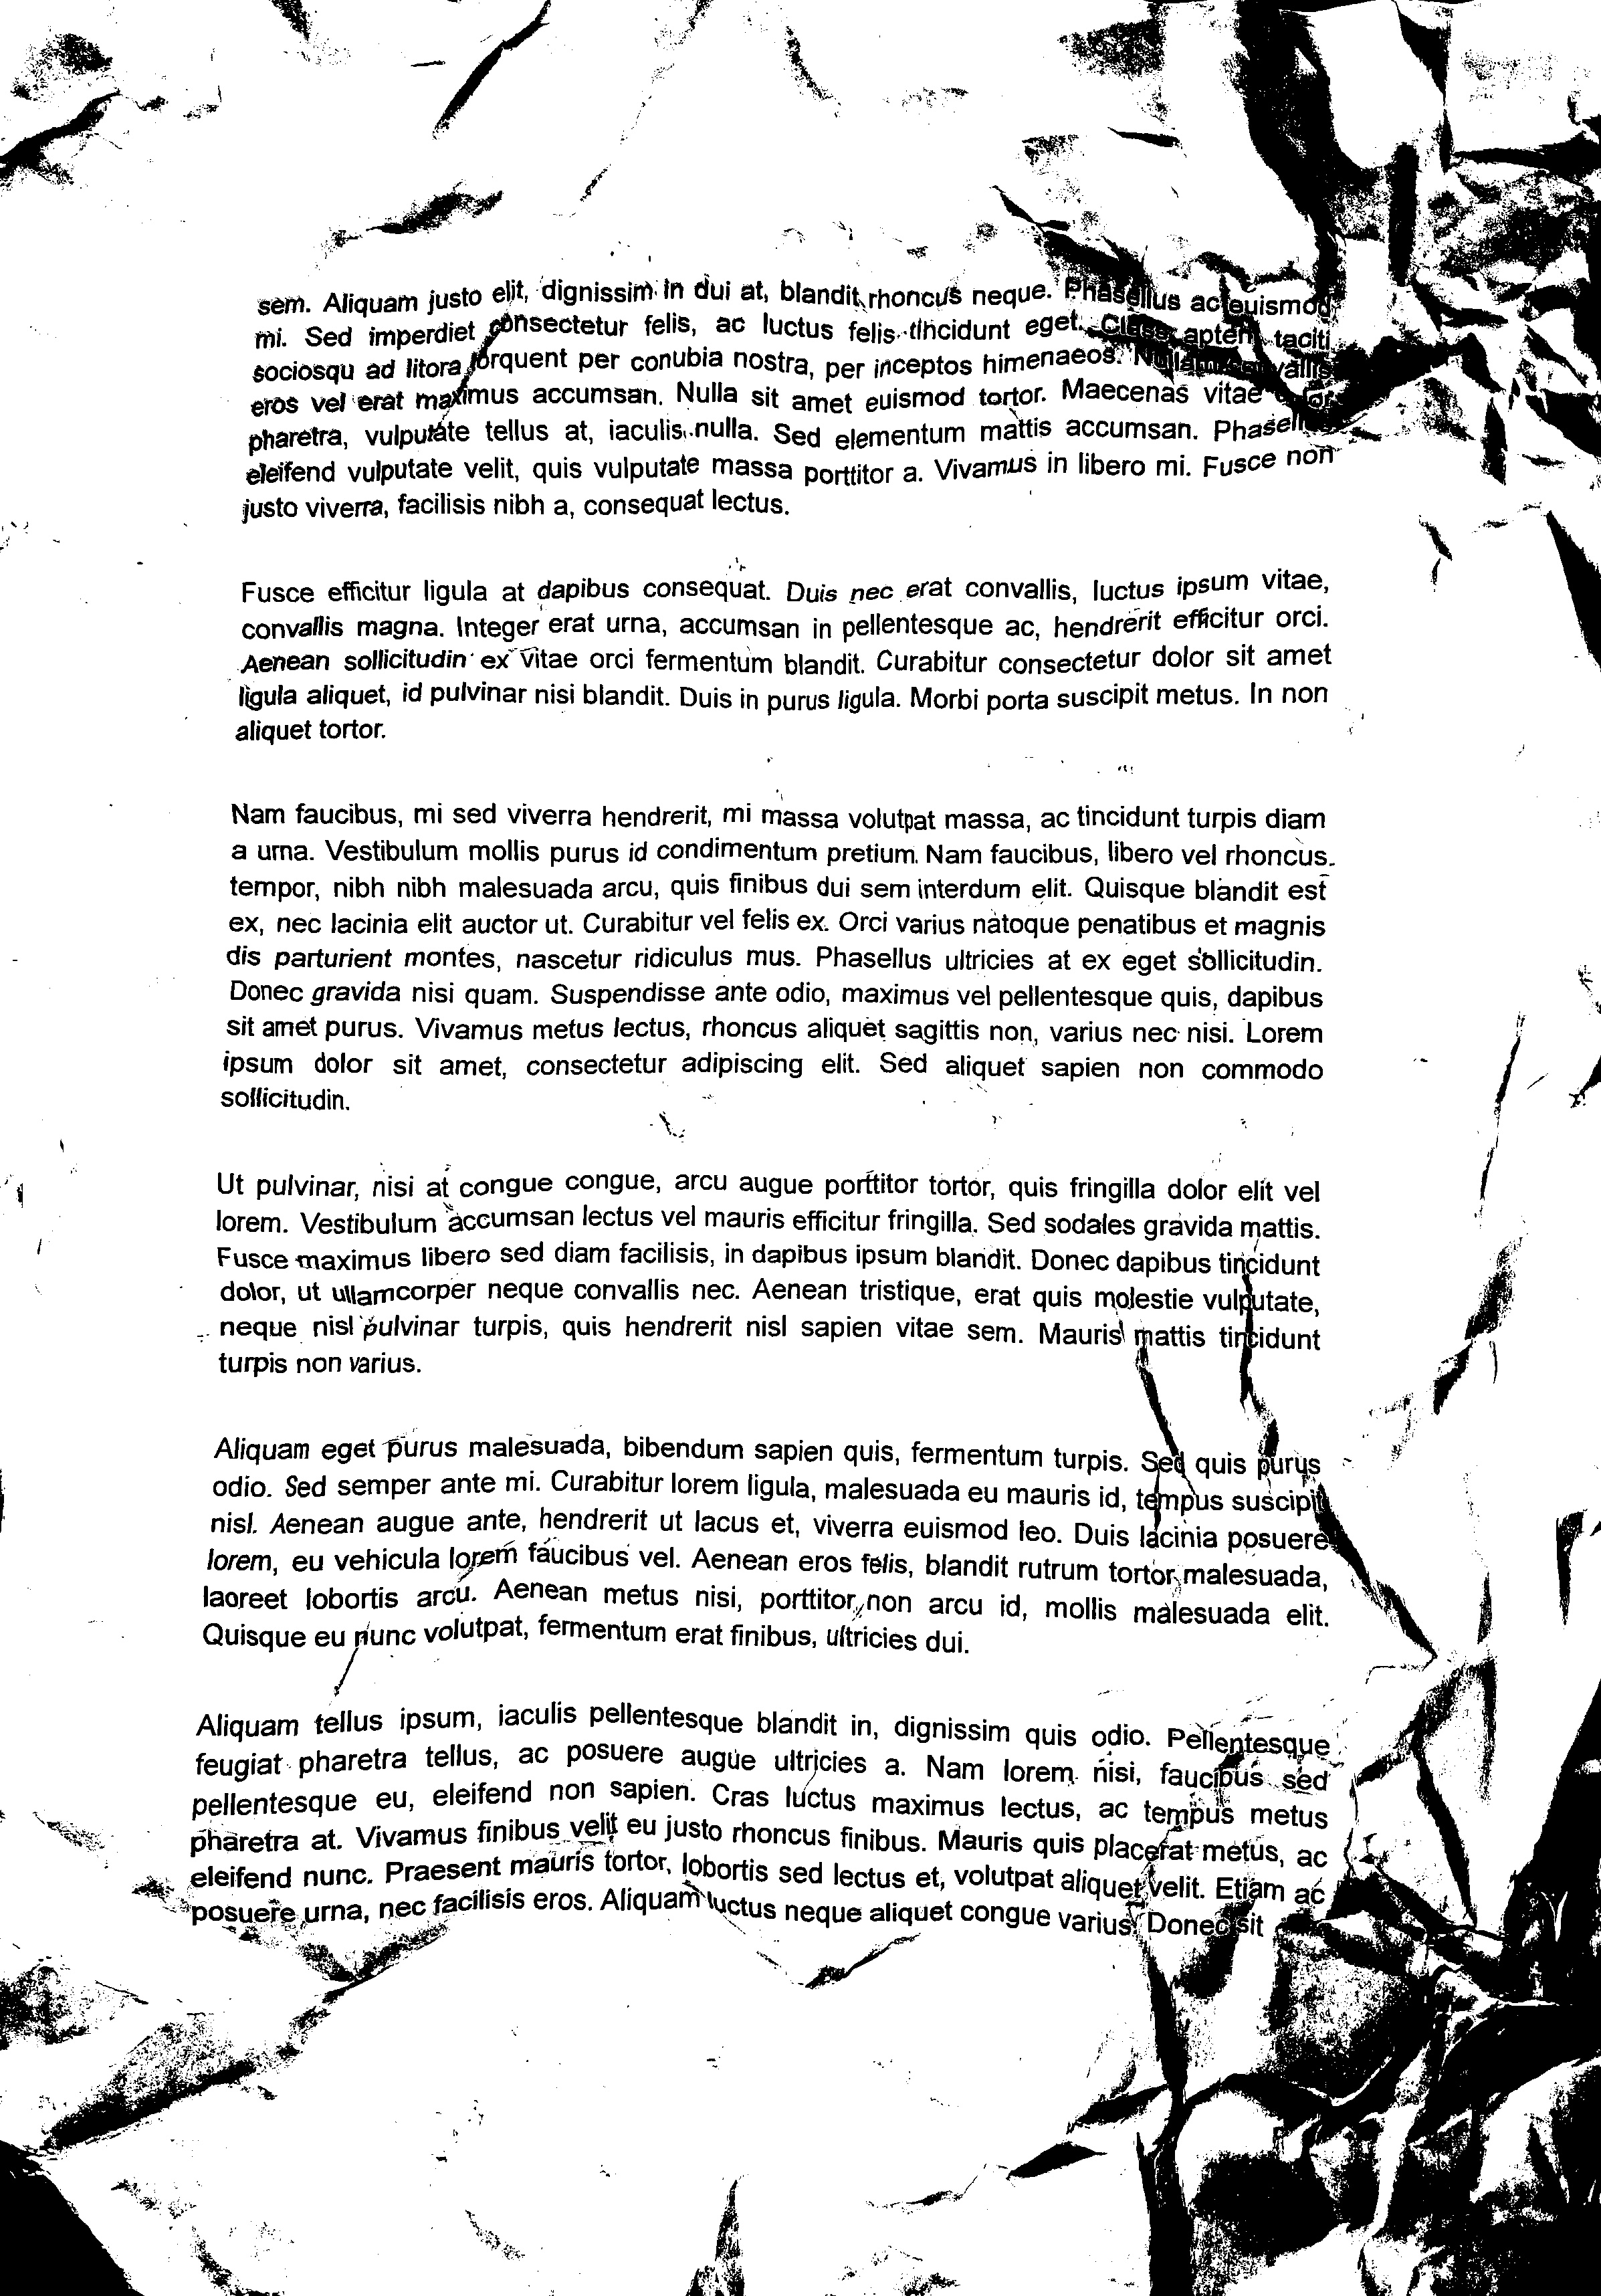 sem. Aliquam justo elit, dignissim in dui at, blandit rhoncus neque. Phasellus ac euismod
mi. Sed imperdiet consectetur felis, ac luctus felis tincidunt eget. Class aptent taciti
sociosqu ad litora torquent per conubia nostra, per inceptos himenaeos. Nullam
eros vel erat maximus accumsan. Nulla sit amet euismod tortor. Maecenas vitae
pharetra, vulputate tellus at, iaculis nulla. Sed elementum mattis accumsan. Phasellus
eleifend vulputate velit, quis vulputate massa porttitor a. Vivamus in libero mi. Fusce non
justo viverra, facilisis nibh a, consequat lectus.
Fusce efficitur ligula at dapibus consequat. Duis nec erat convallis, luctus ipsum vitae,
convallis magna. Integer erat urna, accumsan in pellentesque ac, hendrerit efficitur orci.
Aenean sollicitudin ex vitae orci fermentum blandit. Curabitur consectetur dolor sit amet
ligula aliquet, id pulvinar nisi blandit. Duis in purus ligula. Morbi porta suscipit metus. In non
aliquet tortor.
Nam faucibus, mi sed viverra hendrerit, mi massa volutpat massa, ac tincidunt turpis diam
a urna. Vestibulum mollis purus id condimentum pretium. Nam faucibus, libero vel rhoncus
tempor, nibh nibh malesuada arcu, quis finibus dui sem interdum elit. Quisque blandit est
ex, nec lacinia elit auctor ut. Curabitur vel felis ex. Orci varius natoque penatibus et magnis
dis parturient montes, nascetur ridiculus mus. Phasellus ultricies at ex eget sollicitudin.
Donec gravida nisi quam. Suspendisse ante odio, maximus vel pellentesque quis, dapibus
sit amet purus. Vivamus metus lectus, rhoncus aliquet sagittis non, varius nec nisi. Lorem
ipsum dolor sit amet, consectetur adipiscing elit. Sed aliquet sapien non commodo
sollicitudin.
Ut pulvinar, nisi at congue congue, arcu augue porttitor tortor, quis fringilla dolor elit vel
lorem. Vestibulum accumsan lectus vel mauris efficitur fringilla. Sed sodales gravida mattis.
Fusce maximus libero sed diam facilisis, in dapibus ipsum blandit. Donec dapibus tincidunt
dolor, ut ullamcorper neque convallis nec. Aenean tristique, erat quis molestie vulputate,
neque nisl pulvinar turpis, quis hendrerit nisl sapien vitae sem. Mauris mattis tincidunt
turpis non varius.
Aliquam eget purus malesuada, bibendum sapien quis, fermentum turpis. Sed quis purus
odio. Sed semper ante mi. Curabitur lorem ligula, malesuada eu mauris id, tempus suscipit
nisl. Aenean augue ante, hendrerit ut lacus et, viverra euismod leo. Duis lacinia posuere
lorem, eu vehicula lorem faucibus vel. Aenean eros felis, blandit rutrum tortor malesuada,
laoreet lobortis arcu. Aenean metus nisi, porttitor non arcu id, mollis malesuada elit.
Quisque eu nunc volutpat, fermentum erat finibus, ultricies dui.
Aliquam tellus ipsum, iaculis pellentesque blandit in, dignissim quis odio. Pellentesque
feugiat pharetra tellus, ac posuere augue ultricies a. Nam lorem nisi, faucibus sed
pellentesque eu, eleifend non sapien. Cras luctus maximus lectus, ac tempus metus
pharetra at. Vivamus finibus velit eu justo rhoncus finibus. Mauris quis placerat metus, ac
eleifend nunc. Praesent mauris tortor, lobortis sed lectus et, volutpat aliquet velit. Etiam ac
posuere urna, nec facilisis eros. Aliquam luctus neque aliquet congue varius. Donec sit